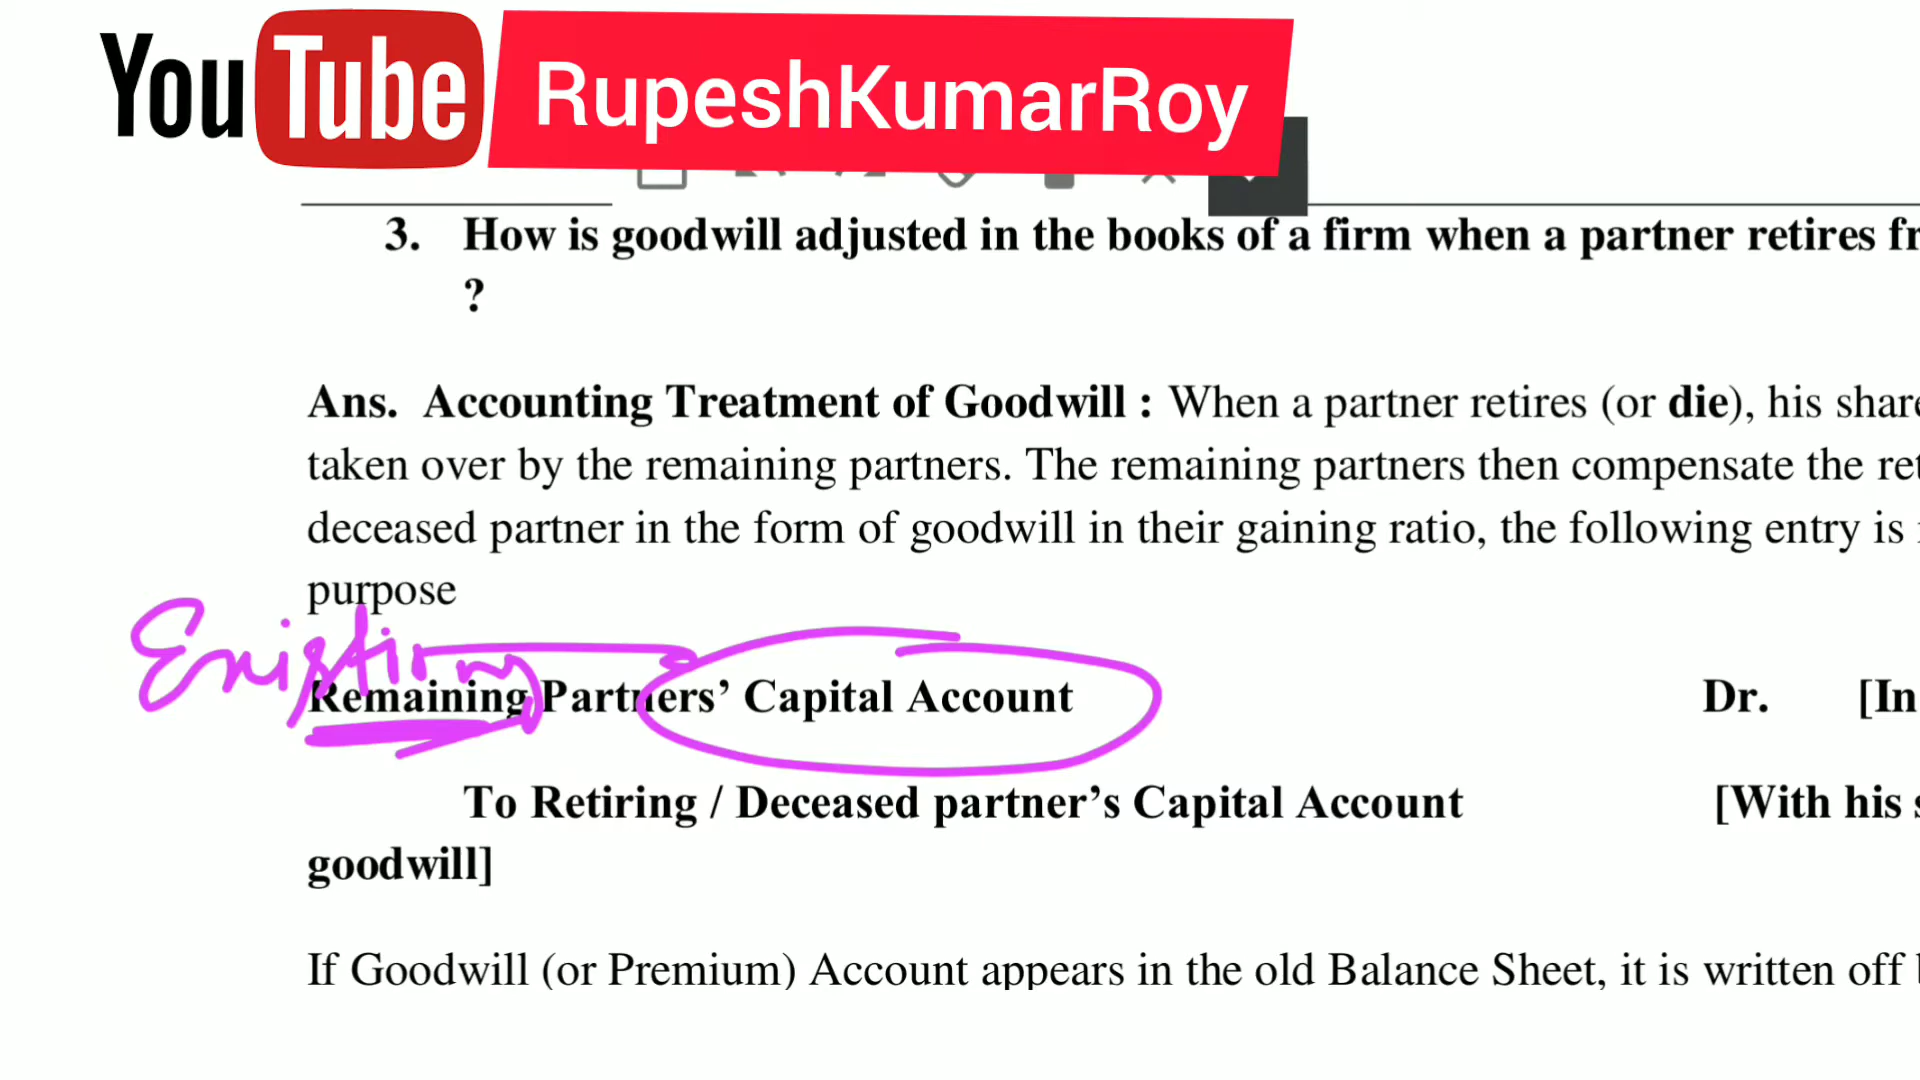 YouTube RupeshKumarRoy
3. How is goodwill adjusted in the books of a firm when a partner retires fr
?
Ans. Accounting Treatment of Goodwill : When a partner retires (or die), his share
taken over by the remaining partners. The remaining partners then compensate the ret
deceased partner in the form of goodwill in their gaining ratio, the following entry is
purpose
Existing
Remaining Partners’ Capital Account Dr. [In
To Retiring / Deceased partner’s Capital Account [With his s
goodwill]
If Goodwill (or Premium) Account appears in the old Balance Sheet, it is written off b